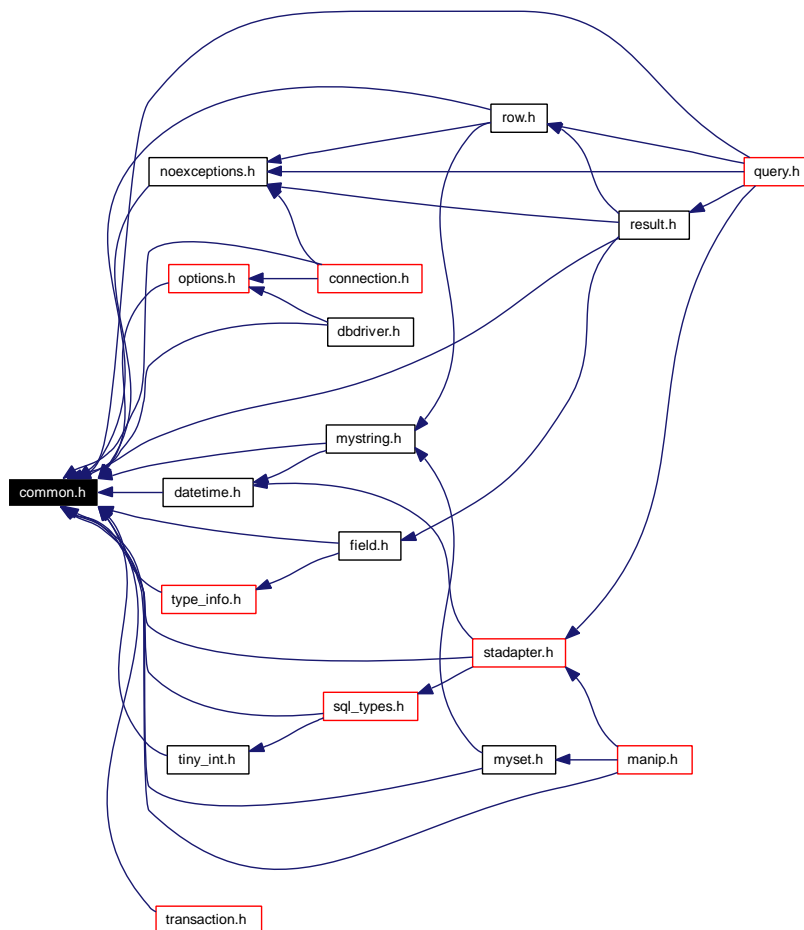 row.h
noexceptions.h
query.h
result.h
options.h
connection.h
dbdriver.h
mystring.h
common.h
datetime.h
field.h
type_info.h
stadapter.h
sql_types.h
tiny_int.h
myset.h
manip.h
transaction.h